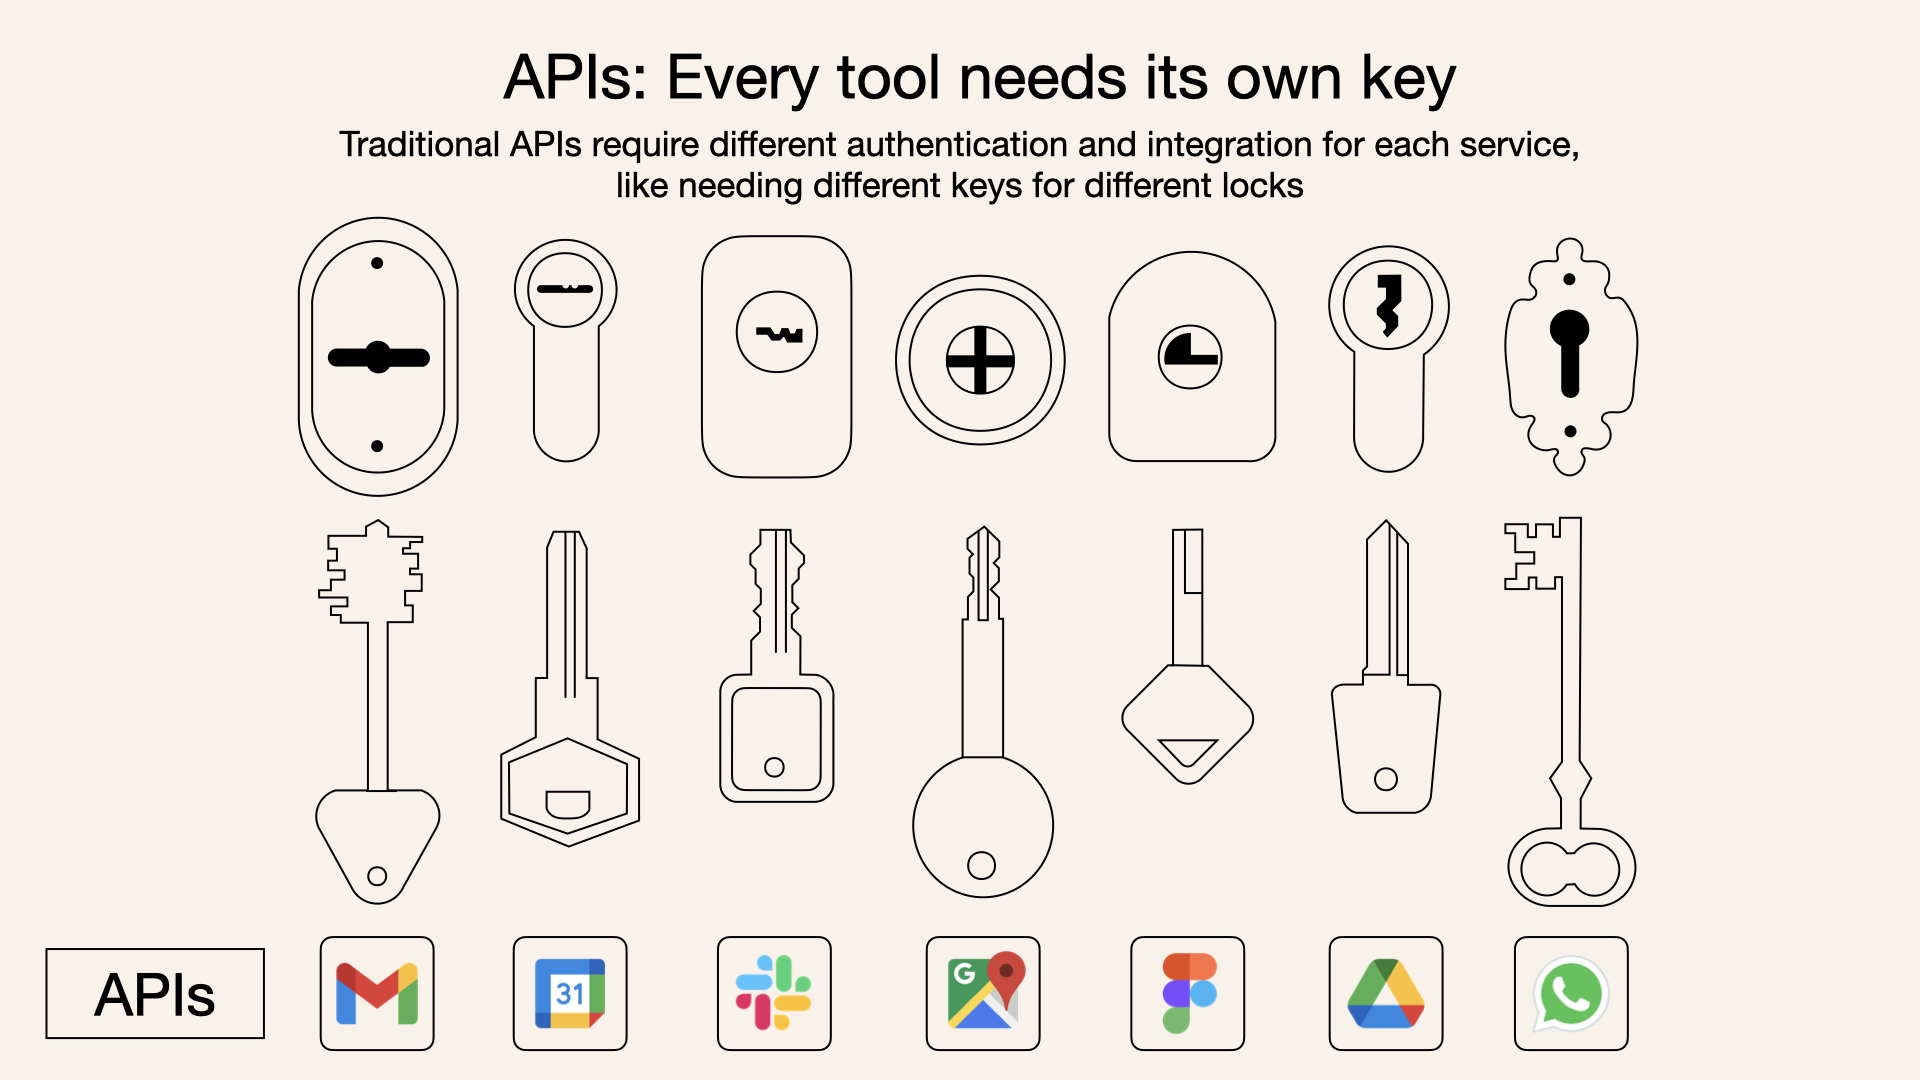 APIs: Every tool needs its own key
Traditional APIs require different authentication and integration for each service,
like needing different keys for different locks
APIs
31
G